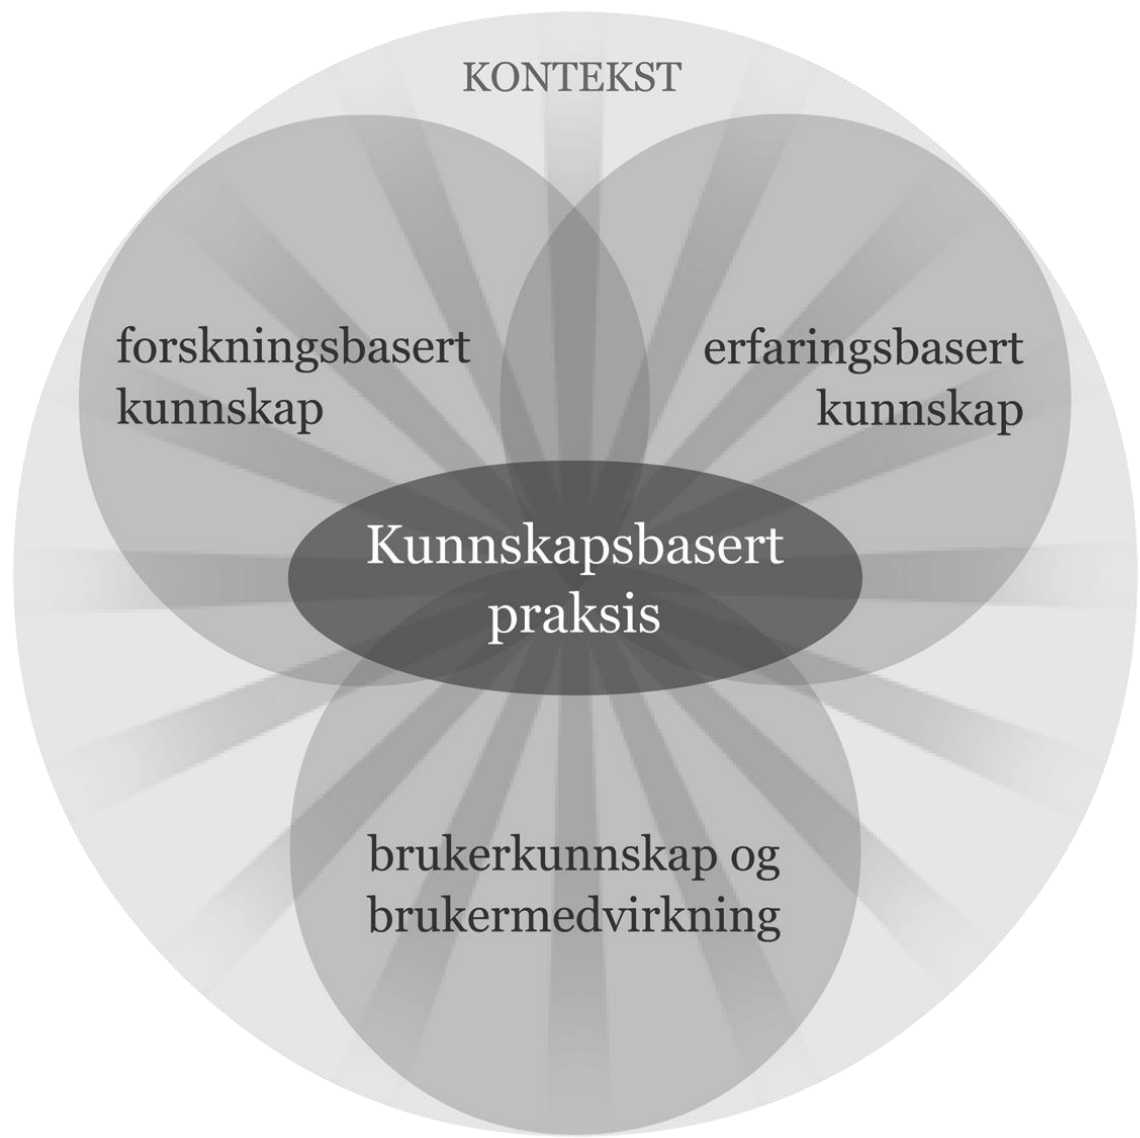 KONTEKST
forskningsbasert
kunnskap
erfaringsbasert
kunnskap
Kunnskapsbasert
praksis
brukerkunnskap og
brukermedvirkning